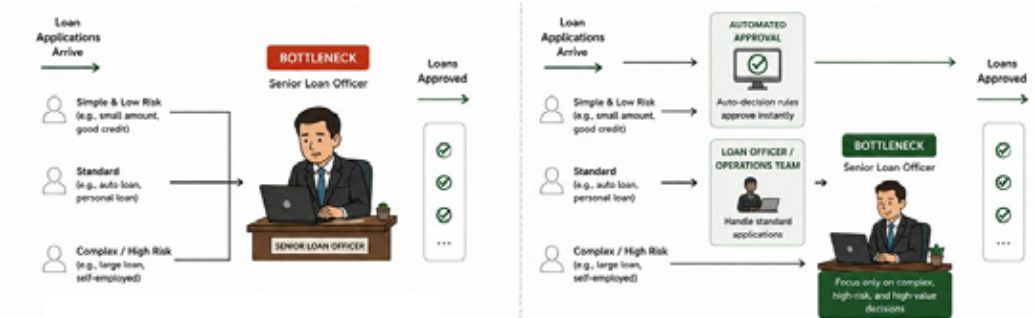 Loan
Applications
Arrive
BOTTLENECK
Senior Loan Officer
Loans
Approved
Simple & Low Risk
(e.g., small amount,
good credit)
Standard
(e.g., auto loan,
personal loan)
Complex / High Risk
(e.g., large loan,
self-employed)
SENIOR LOAN OFFICER
...
Loan
Applications
Arrive
AUTOMATED
APPROVAL
Auto-decision rules
approve instantly
Loans
Approved
Simple & Low Risk
(e.g., small amount,
good credit)
LOAN OFFICER /
OPERATIONS TEAM
Handle standard
applications
BOTTLENECK
Senior Loan Officer
Standard
(e.g., auto loan,
personal loan)
Complex / High Risk
(e.g., large loan,
self-employed)
Focus only on complex,
high-risk, and high-value
decisions
...